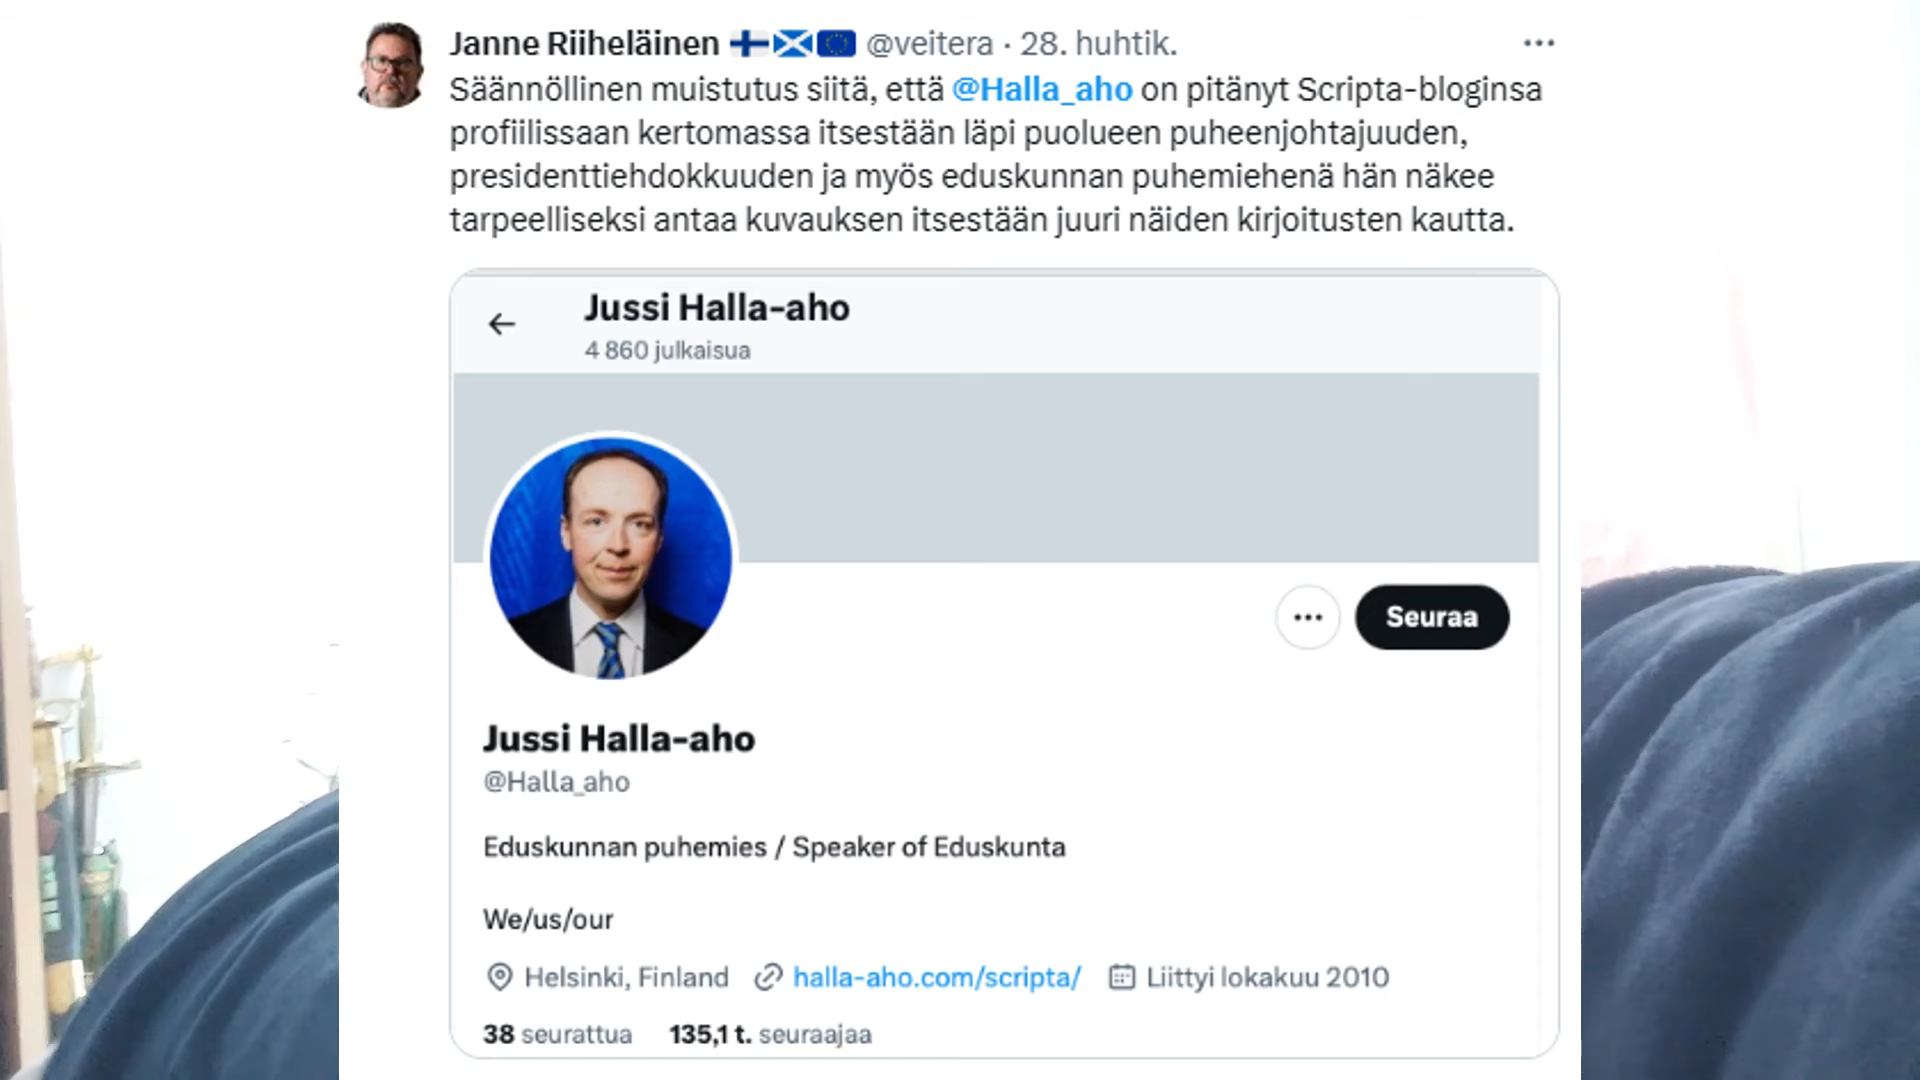 Janne Riiheläinen @veitera · 28. huhtik.
Säännöllinen muistutus siitä, että @Halla_aho on pitänyt Scripta-bloginsa
profiilissaan kertomassa itsestään läpi puolueen puheenjohtajuuden,
presidenttiehdokkuuden ja myös eduskunnan puhemiehenä hän näkee
tarpeelliseksi antaa kuvauksen itsestään juuri näiden kirjoitusten kautta.
Jussi Halla-aho
4 860 julkaisua
Seuraa
Jussi Halla-aho
@Halla_aho
Eduskunnan puhemies / Speaker of Eduskunta
We/us/our
Helsinki, Finland halla-aho.com/scripta/ Liittyi lokakuu 2010
38 seurattua 135,1 t. seuraajaa